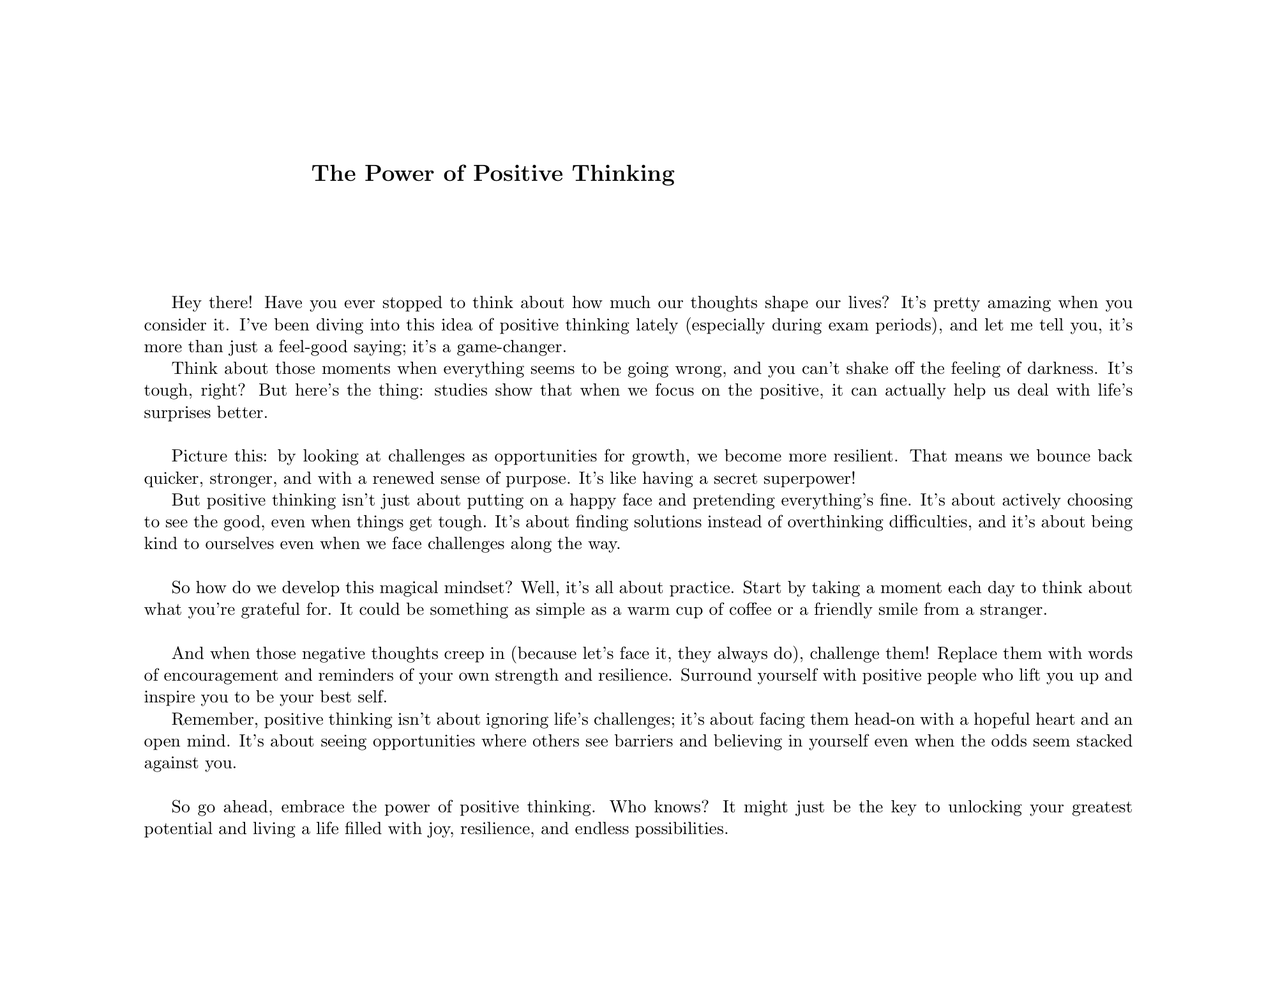 The Power of Positive Thinking
Hey there! Have you ever stopped to think about how much our thoughts shape our lives? It's pretty amazing when you
consider it. I've been diving into this idea of positive thinking lately (especially during exam periods), and let me tell you, it's
more than just a feel-good saying; it's a game-changer.
Think about those moments when everything seems to be going wrong, and you can't shake off the feeling of darkness. It's
tough, right? But here's the thing: studies show that when we focus on the positive, it can actually help us deal with life's
surprises better.
Picture this: by looking at challenges as opportunities for growth, we become more resilient. That means we bounce back
quicker, stronger, and with a renewed sense of purpose. It's like having a secret superpower!
But positive thinking isn't just about putting on a happy face and pretending everything's fine. It's about actively choosing
to see the good, even when things get tough. It's about finding solutions instead of overthinking difficulties, and it's about being
kind to ourselves even when we face challenges along the way.
So how do we develop this magical mindset? Well, it's all about practice. Start by taking a moment each day to think about
what you're grateful for. It could be something as simple as a warm cup of coffee or a friendly smile from a stranger.
And when those negative thoughts creep in (because let's face it, they always do), challenge them! Replace them with words
of encouragement and reminders of your own strength and resilience. Surround yourself with positive people who lift you up and
inspire you to be your best self.
Remember, positive thinking isn't about ignoring life's challenges; it's about facing them head-on with a hopeful heart and an
open mind. It's about seeing opportunities where others see barriers and believing in yourself even when the odds seem stacked
against you.
So go ahead, embrace the power of positive thinking. Who knows? It might just be the key to unlocking your greatest
potential and living a life filled with joy, resilience, and endless possibilities.